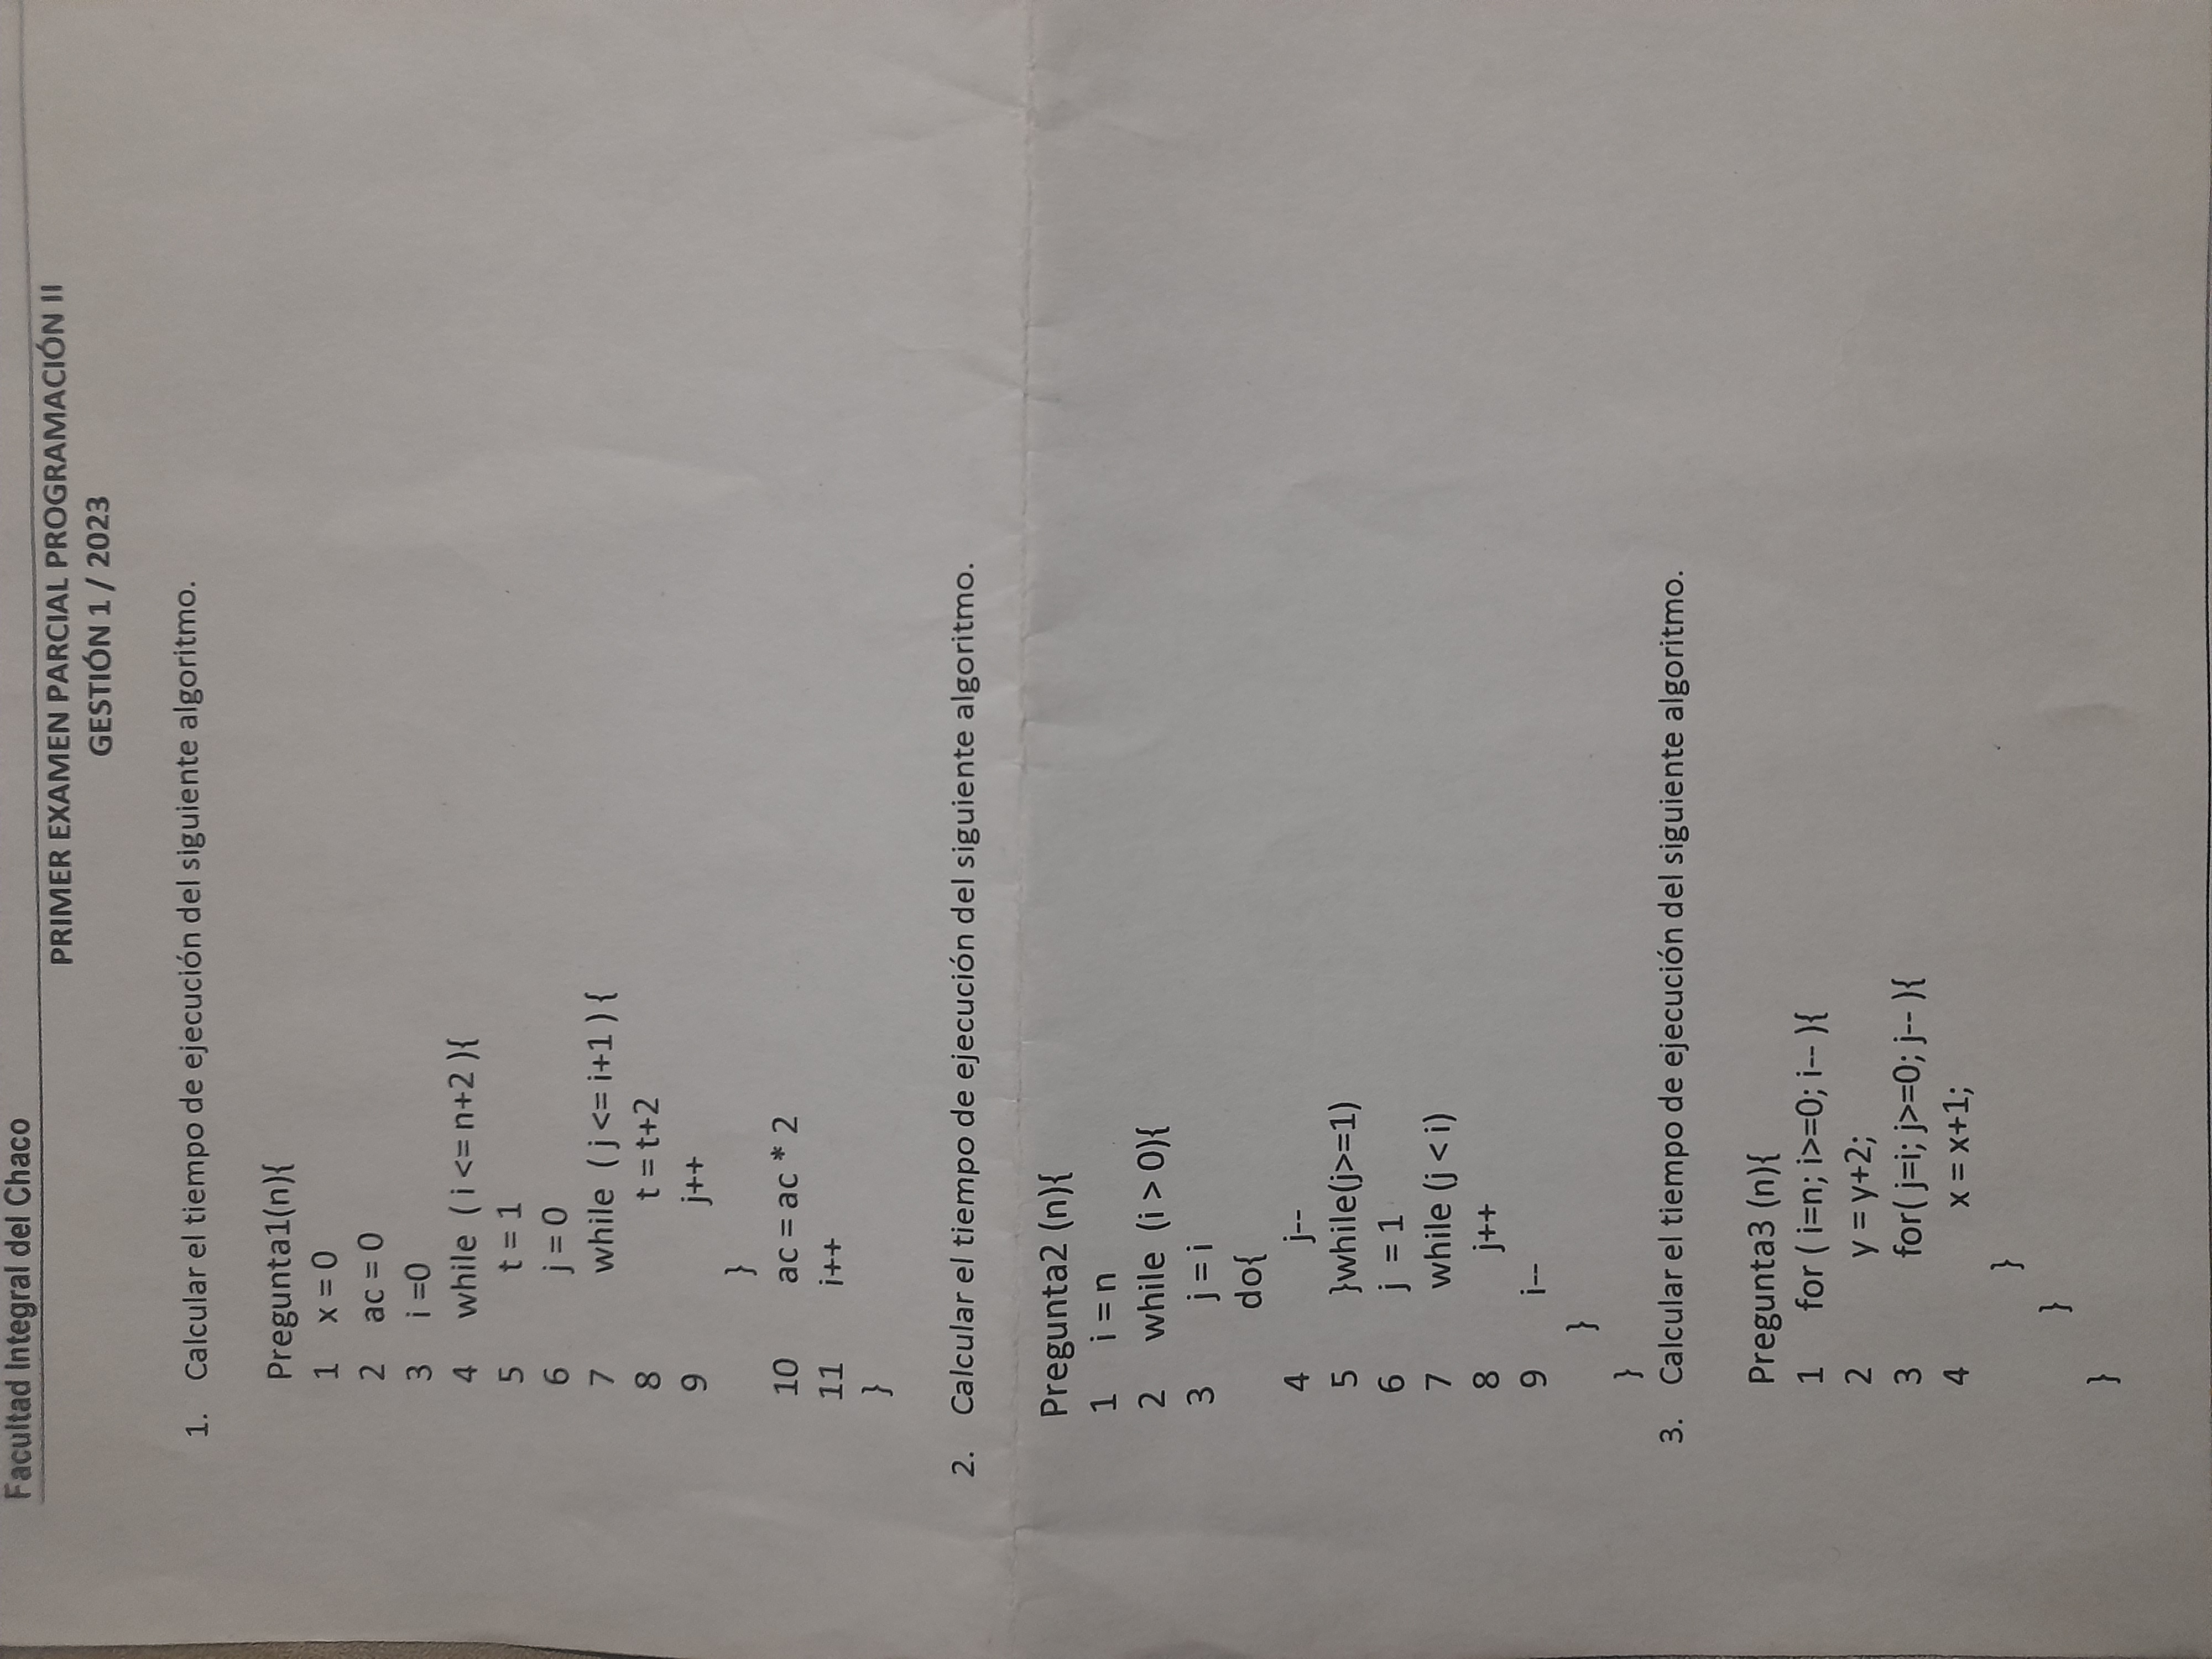 Facultad Integral del Chaco
PRIMER EXAMEN PARCIAL PROGRAMACIÓN II
GESTIÓN 1 / 2023
1. Calcular el tiempo de ejecución del siguiente algoritmo.
Pregunta1(n){
1 x = 0
2 ac = 0
3 i =0
4 while ( i <= n+2 ){
5 t = 1
6 j = 0
7 while ( j <= i+1 ) {
8 t = t+2
9 j++
}
10 ac = ac * 2
11 i++
}
2. Calcular el tiempo de ejecución del siguiente algoritmo.
Pregunta2 (n){
1 i = n
2 while (i > 0){
3 j = i
do{
4 j--
5 }while(j>=1)
6 j = 1
7 while (j < i)
8 j++
9 i--
}
}
3. Calcular el tiempo de ejecución del siguiente algoritmo.
Pregunta3 (n){
1 for ( i=n; i>=0; i-- ){
2 y = y+2;
3 for( j=i; j>=0; j-- ){
4 x = x+1;
}
}
}